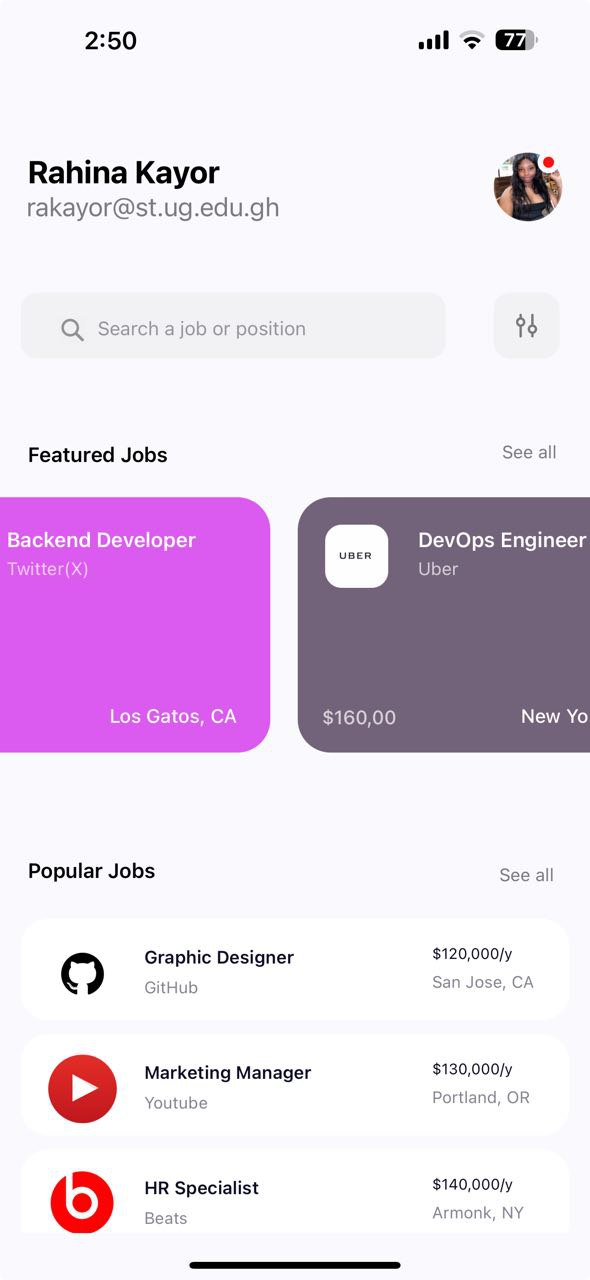 2:50
77
Rahina Kayor
rakayor@st.ug.edu.gh
Search a job or position
Featured Jobs
See all
Backend Developer
Twitter(X)
Los Gatos, CA
UBER
DevOps Engineer
Uber
$160,00
New Yo
Popular Jobs
See all
Graphic Designer
$120,000/y
GitHub
San Jose, CA
Marketing Manager
$130,000/y
Youtube
Portland, OR
HR Specialist
$140,000/y
Beats
Armonk, NY